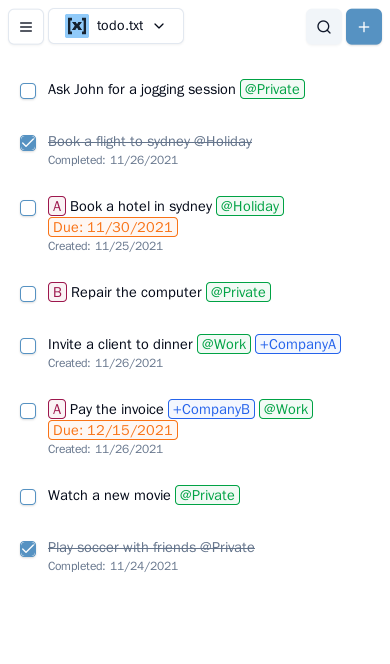 [x] todo.txt
Ask John for a jogging session @Private
Book a flight to sydney @Holiday
Completed: 11/26/2021
A Book a hotel in sydney @Holiday
Due: 11/30/2021
Created: 11/25/2021
B Repair the computer @Private
Invite a client to dinner @Work +CompanyA
Created: 11/26/2021
A Pay the invoice +CompanyB @Work
Due: 12/15/2021
Created: 11/26/2021
Watch a new movie @Private
Play soccer with friends @Private
Completed: 11/24/2021